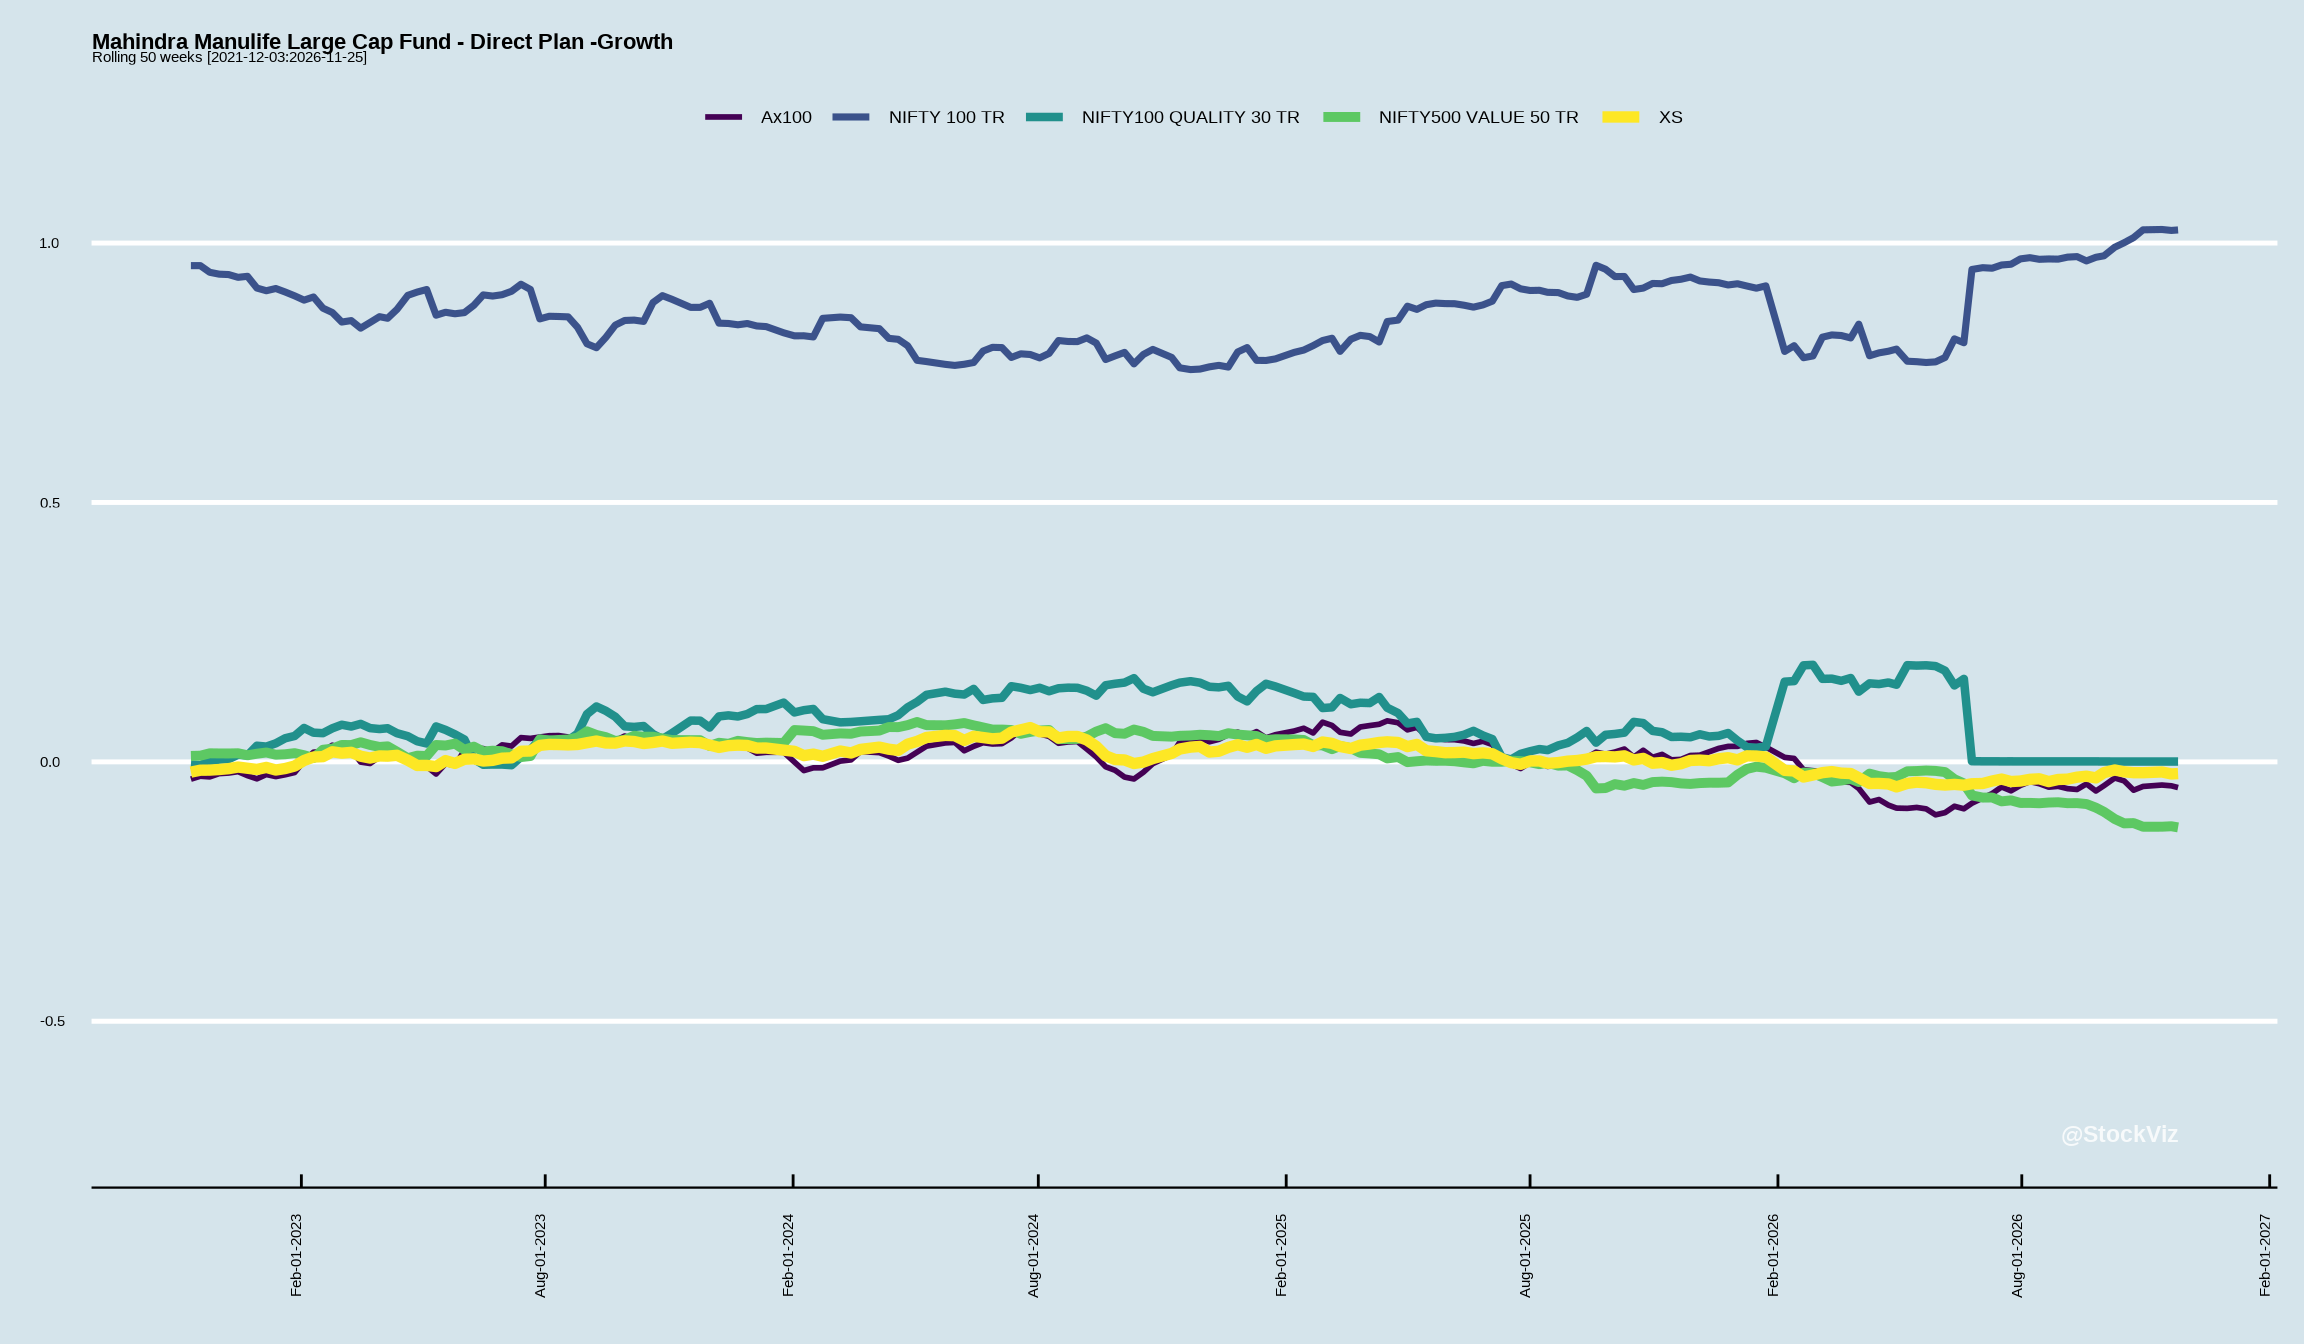 Mahindra Manulife Large Cap Fund - Direct Plan -Growth
Rolling 50 weeks [2021-12-03:2026-11-25]
Ax100 NIFTY 100 TR NIFTY100 QUALITY 30 TR NIFTY500 VALUE 50 TR XS
1.0
0.5
0.0
-0.5
@StockViz
Feb-01-2023
Aug-01-2023
Feb-01-2024
Aug-01-2024
Feb-01-2025
Aug-01-2025
Feb-01-2026
Aug-01-2026
Feb-01-2027